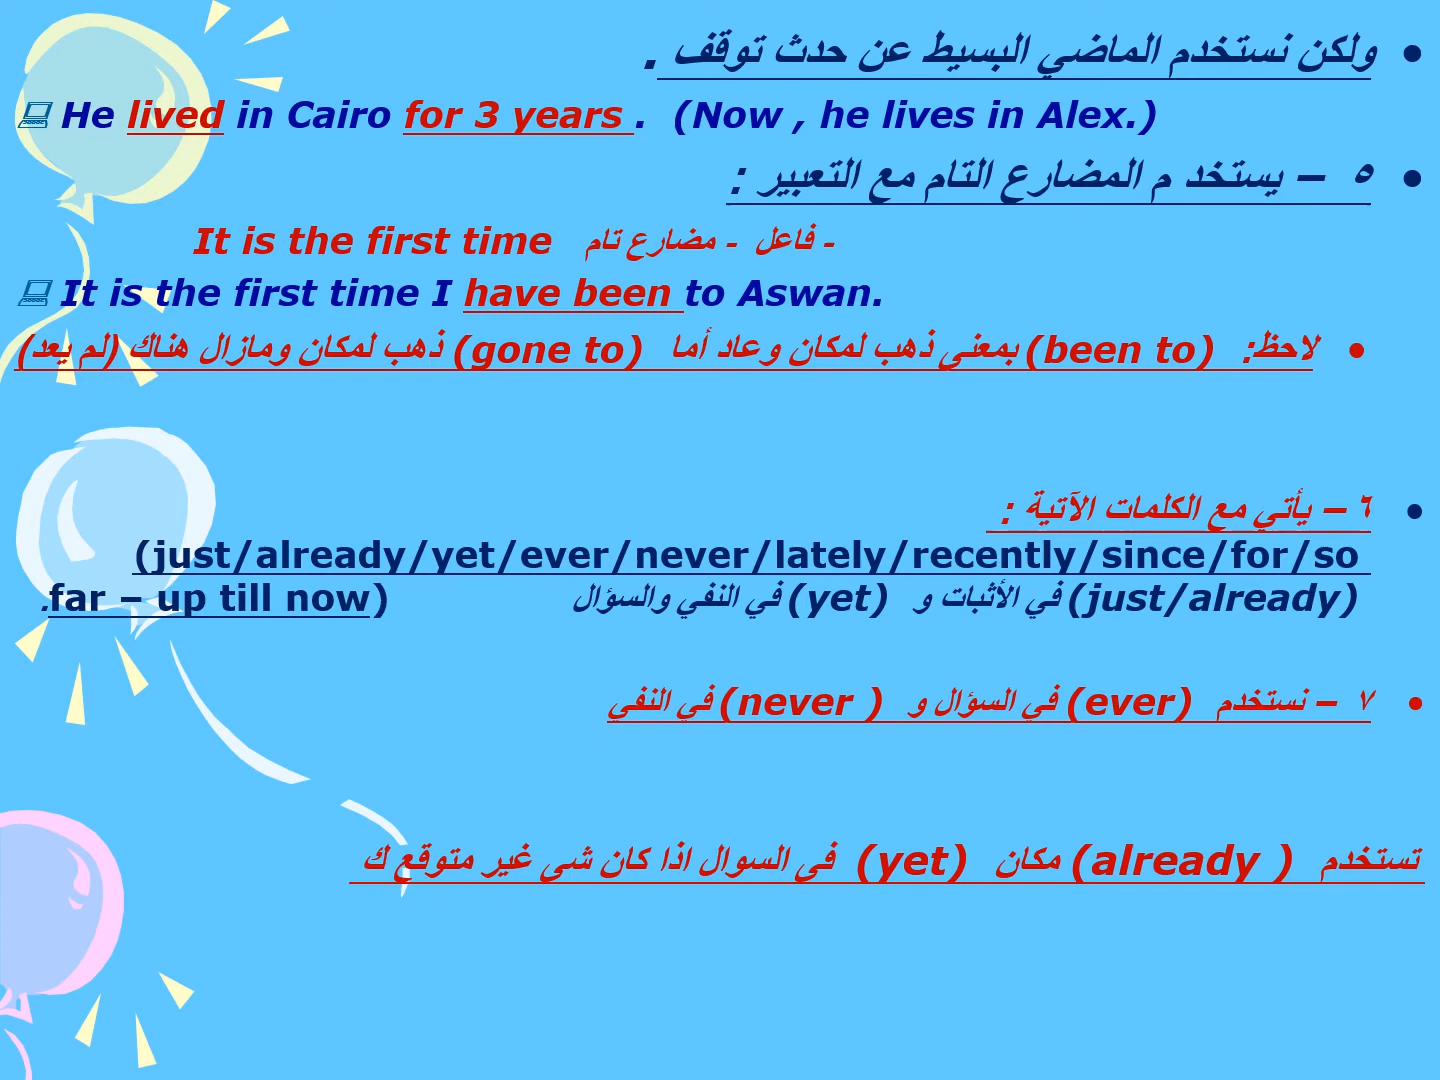 ولكن نستخدم الماضي البسيط عن حدث توقف .
He lived in Cairo for 3 years . (Now , he lives in Alex.)
٥ – يستخد م المضارع التام مع التعبير :
It is the first time ـ فاعل ـ مضارع تام
It is the first time I have been to Aswan.
لاحظ: (been to) بمعنى ذهب لمكان وعاد أما (gone to) ذهب لمكان ومازال هناك (لم يعد)
٦ – يأتي مع الكلمات الآتية :
(just/already/yet/ever/never/lately/recently/since/for/so
far – up till now) (just/already) في الأثبات و (yet) في النفي والسؤال .
٧ – نستخدم (ever) في السؤال و ( never) في النفي
تستخدم ( already) مكان (yet) فى السوال اذا كان شى غير متوقع ك